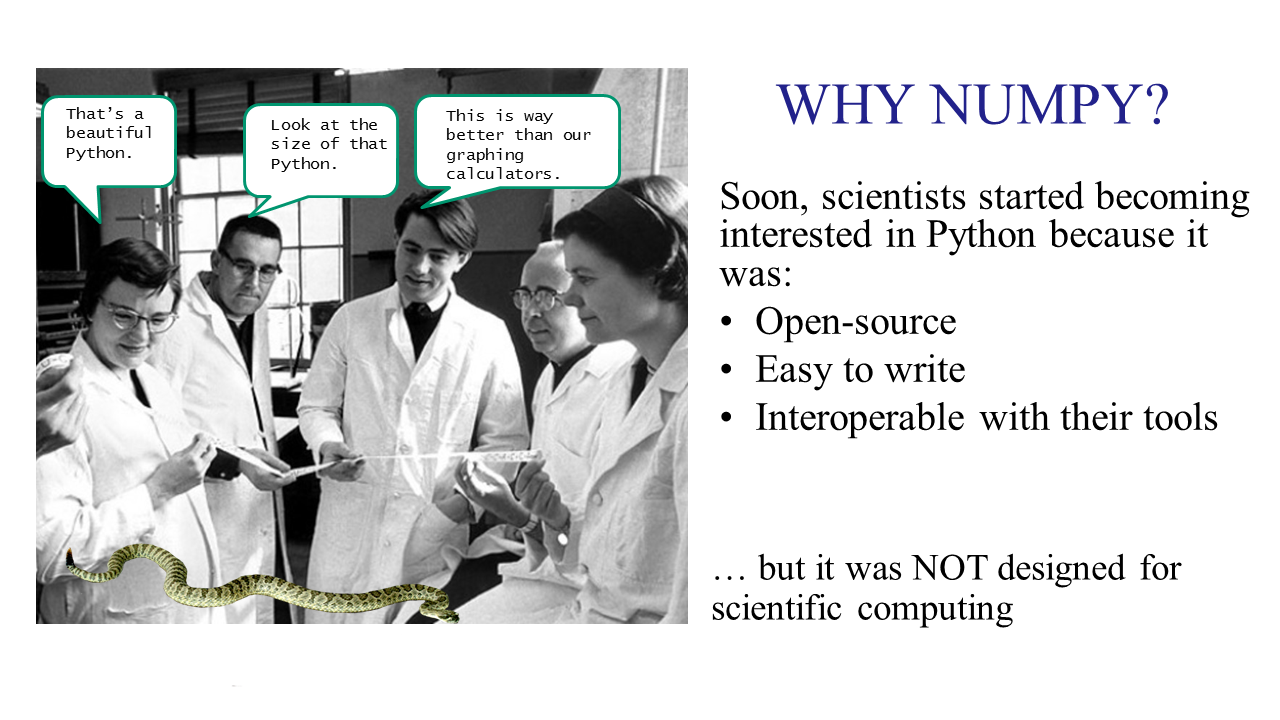 That's a
beautiful
Python.
Look at the
size of that
Python.
This is way
better than our
graphing
calculators.
WHY NUMPY?
Soon, scientists started becoming
interested in Python because it
was:
• Open-source
• Easy to write
• Interoperable with their tools
… but it was NOT designed for
scientific computing